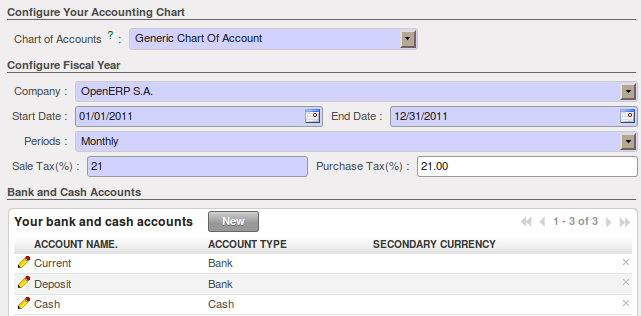 Configure Your Accounting Chart
Chart of Accounts ? : Generic Chart Of Account
Configure Fiscal Year
Company : OpenERP S.A.
Start Date : 01/01/2011 End Date : 12/31/2011
Periods : Monthly
Sale Tax(%) : 21 Purchase Tax(%) : 21.00
Bank and Cash Accounts
Your bank and cash accounts New 1 - 3 of 3
ACCOUNT NAME. ACCOUNT TYPE SECONDARY CURRENCY
Current Bank
Deposit Bank
Cash Cash